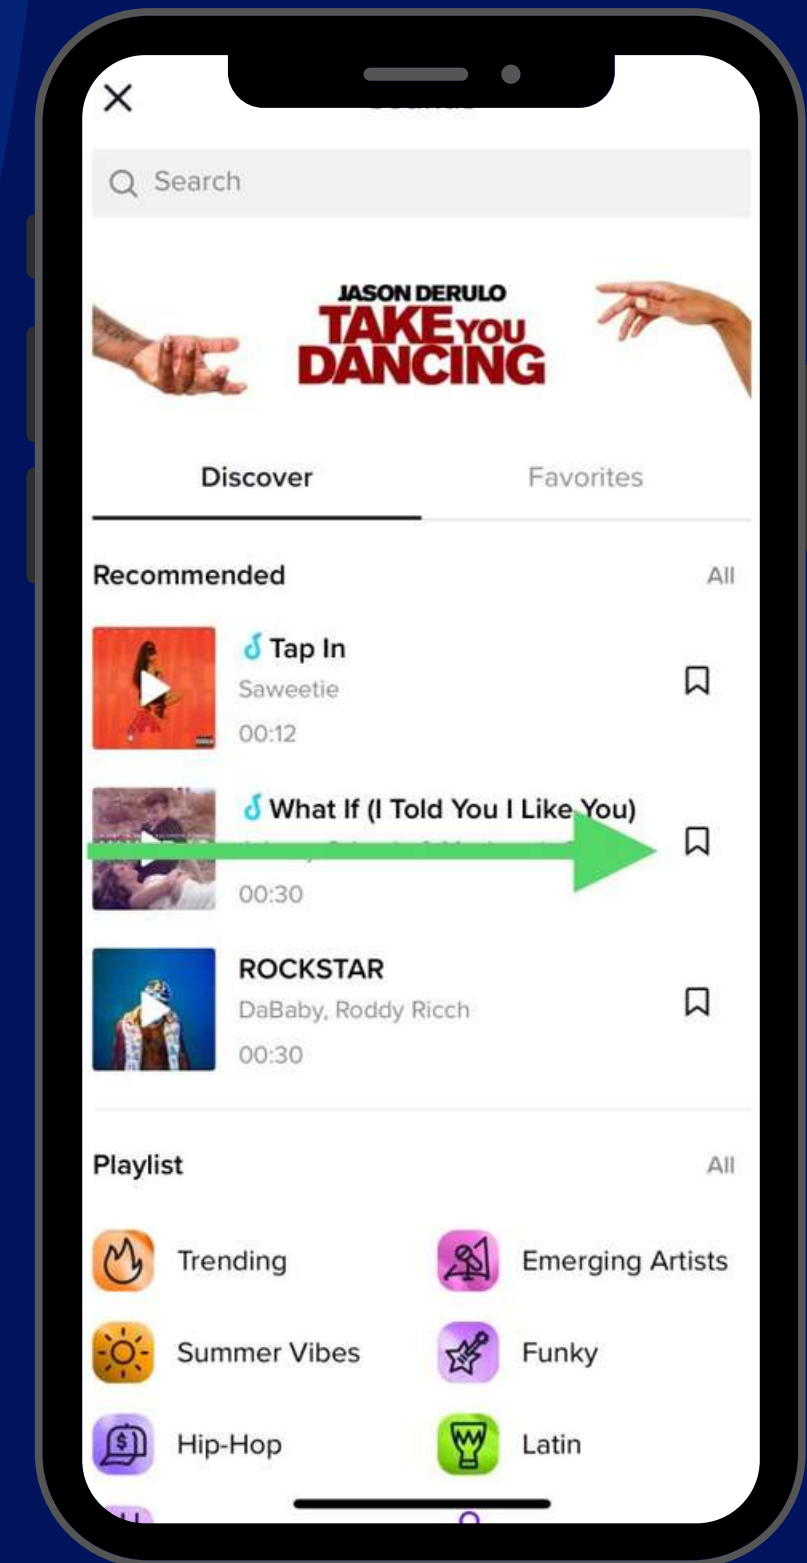 Search
JASON DERULO
TAKE YOU
DANCING
Discover
Favorites
Recommended
All
Tap In
Saweetie
00:12
What If (I Told You I Like You)
00:30
ROCKSTAR
DaBaby, Roddy Ricch
00:30
Playlist
All
Trending
Emerging Artists
Summer Vibes
Funky
Hip-Hop
Latin